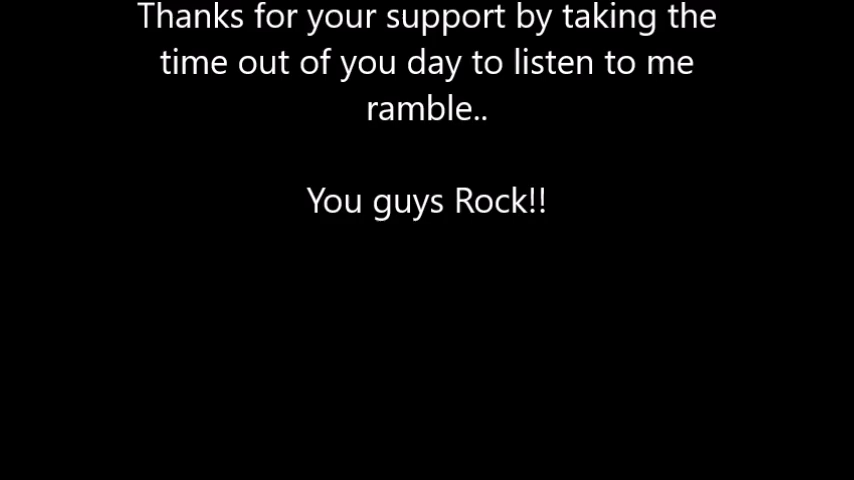 Thanks for your support by taking the
time out of you day to listen to me
ramble..
You guys Rock!!